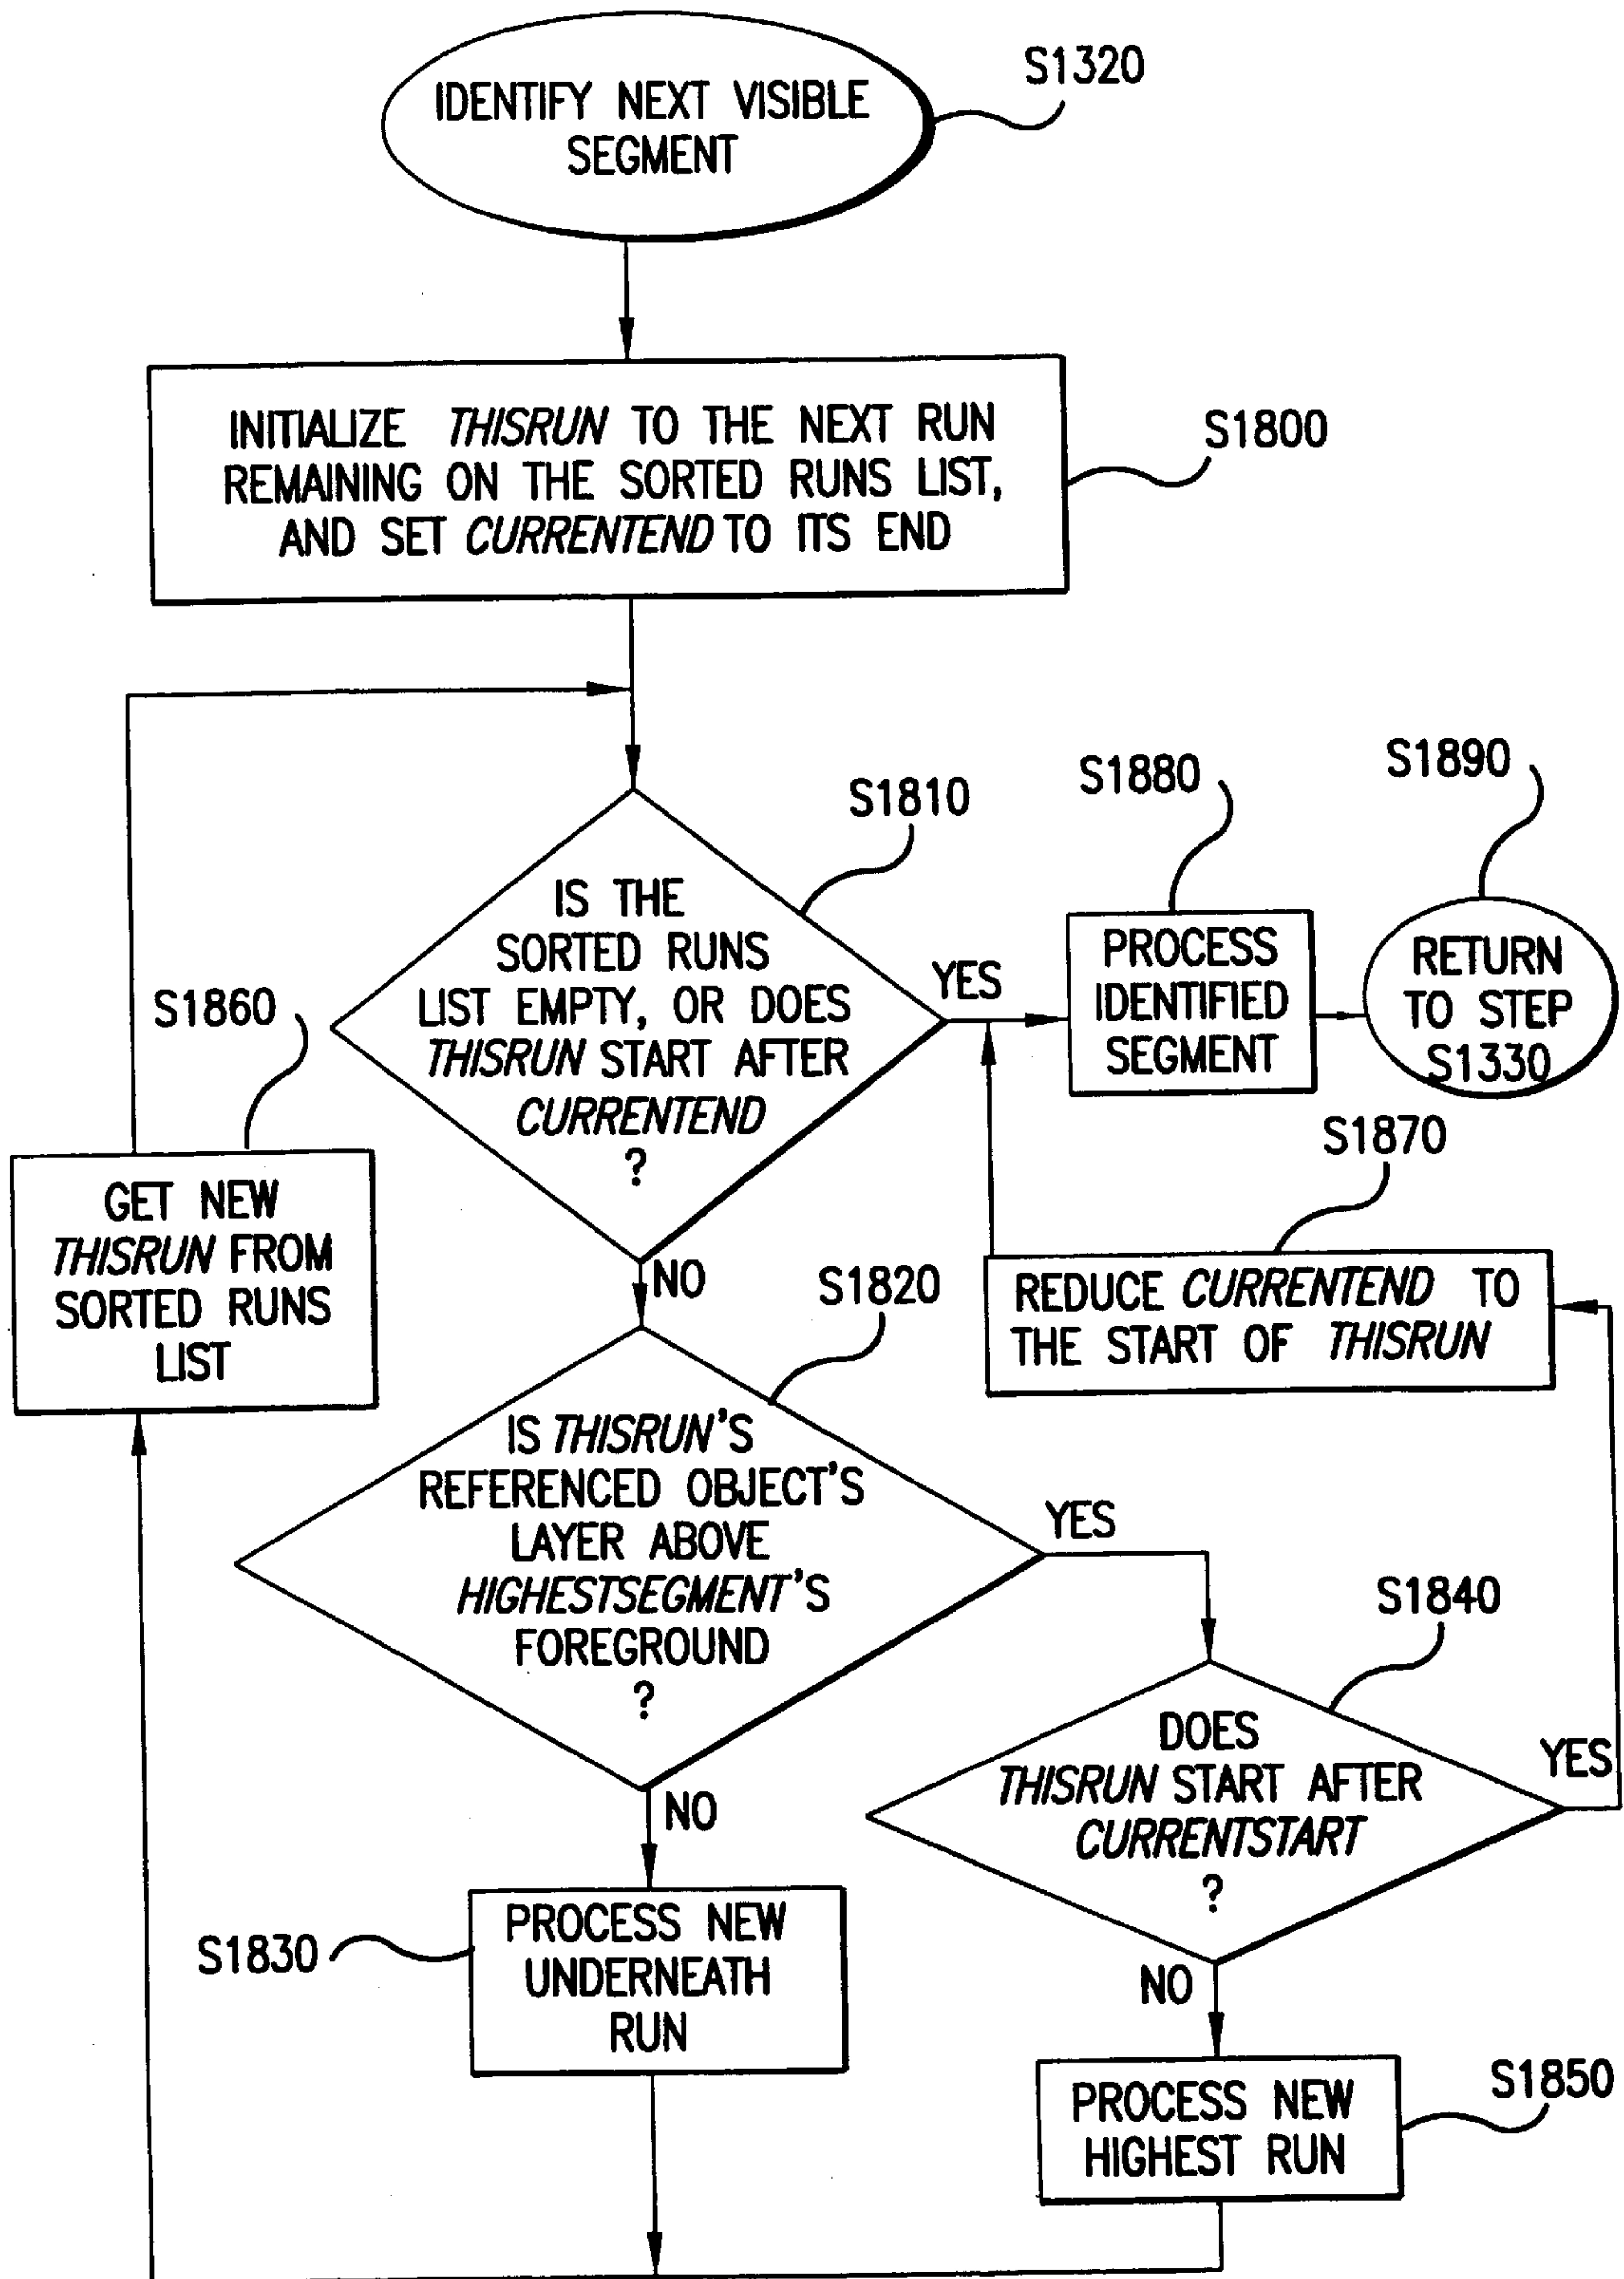 IDENTIFY NEXT VISIBLE
SEGMENT
S1320
INITIALIZE THISRUN TO THE NEXT RUN
REMAINING ON THE SORTED RUNS LIST,
AND SET CURRENTEND TO ITS END
S1800
S1810
IS THE
SORTED RUNS
LIST EMPTY, OR DOES
THISRUN START AFTER
CURRENTEND
?
YES
S1880
PROCESS
IDENTIFIED
SEGMENT
S1890
RETURN
TO STEP
S1330
S1860
GET NEW
THISRUN FROM
SORTED RUNS
LIST
NO
S1870
REDUCE CURRENTEND TO
THE START OF THISRUN
S1820
IS THISRUN'S
REFERENCED OBJECT'S
LAYER ABOVE
HIGHESTSEGMENT'S
FOREGROUND
?
YES
S1840
DOES
THISRUN START AFTER
CURRENTSTART
?
YES
NO
S1830
PROCESS NEW
UNDERNEATH
RUN
NO
PROCESS NEW
HIGHEST RUN
S1850